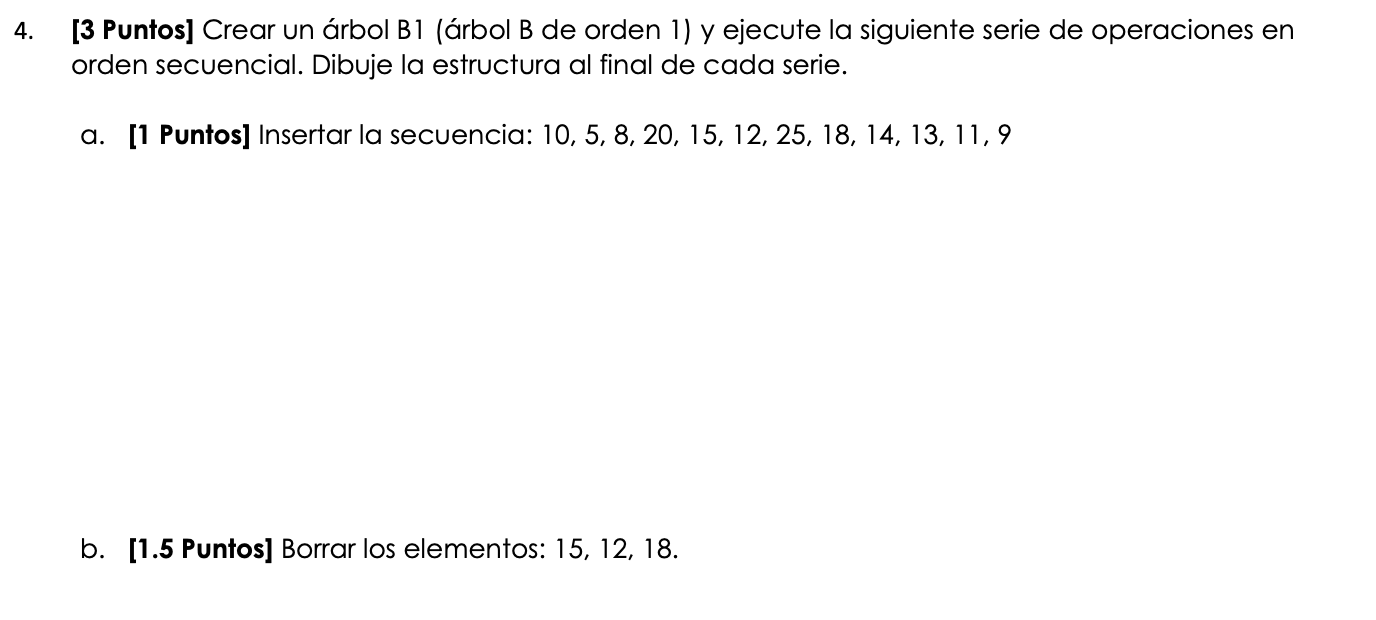 4. [3 Puntos] Crear un árbol B1 (árbol B de orden 1) y ejecute la siguiente serie de operaciones en
orden secuencial. Dibuje la estructura al final de cada serie.
a. [1 Puntos] Insertar la secuencia: 10, 5, 8, 20, 15, 12, 25, 18, 14, 13, 11, 9
b. [1.5 Puntos] Borrar los elementos: 15, 12, 18.